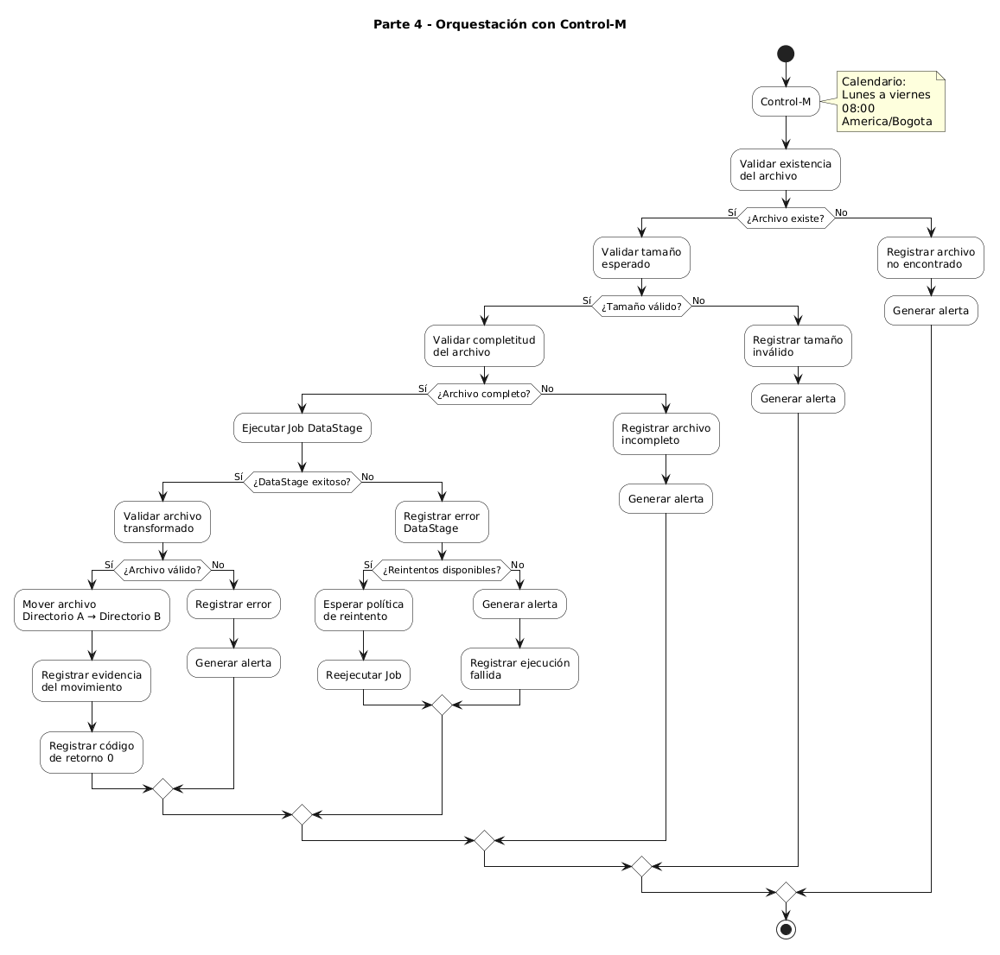 Parte 4 - Orquestación con Control-M
Control-M
Calendario:
Lunes a viernes
08:00
America/Bogota
Validar existencia
del archivo
¿Archivo existe?
Sí
No
Validar tamaño
esperado
Registrar archivo
no encontrado
Generar alerta
¿Tamaño válido?
Sí
No
Validar completitud
del archivo
Registrar tamaño
inválido
Generar alerta
¿Archivo completo?
Sí
No
Ejecutar Job DataStage
Registrar archivo
incompleto
Generar alerta
¿DataStage exitoso?
Sí
No
Validar archivo
transformado
Registrar error
DataStage
¿Archivo válido?
Sí
No
¿Reintentos disponibles?
Sí
No
Mover archivo
Directorio A → Directorio B
Registrar error
Esperar política
de reintento
Generar alerta
Registrar evidencia
del movimiento
Generar alerta
Reejecutar Job
Registrar ejecución
fallida
Registrar código
de retorno 0